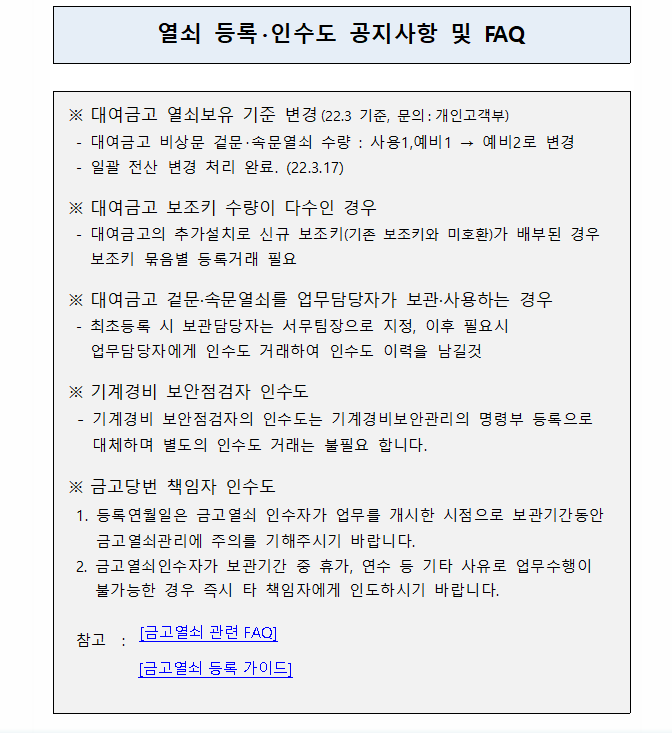 열쇠 등록·인수도 공지사항 및 FAQ
※ 대여금고 열쇠보유 기준 변경 (22.3 기준, 문의 : 개인고객부)
- 대여금고 비상문 겉문·속문열쇠 수량 : 사용1,예비1 → 예비2로 변경
- 일괄 전산 변경 처리 완료. (22.3.17)
※ 대여금고 보조키 수량이 다수인 경우
- 대여금고의 추가설치로 신규 보조키(기존 보조키와 미호환)가 배부된 경우
보조키 묶음별 등록거래 필요
※ 대여금고 겉문·속문열쇠를 업무담당자가 보관·사용하는 경우
- 최초등록 시 보관담당자는 서무팀장으로 지정, 이후 필요시
업무담당자에게 인수도 거래하여 인수도 이력을 남길것
※ 기계경비 보안점검자 인수도
- 기계경비 보안점검자의 인수도는 기계경비보안관리의 명령부 등록으로
대체하며 별도의 인수도 거래는 불필요 합니다.
※ 금고당번 책임자 인수도
1. 등록연월일은 금고열쇠 인수자가 업무를 개시한 시점으로 보관기간동안
금고열쇠관리에 주의를 기해주시기 바랍니다.
2. 금고열쇠인수자가 보관기간 중 휴가, 연수 등 기타 사유로 업무수행이
불가능한 경우 즉시 타 책임자에게 인도하시기 바랍니다.
참고 : [금고열쇠 관련 FAQ]
[금고열쇠 등록 가이드]